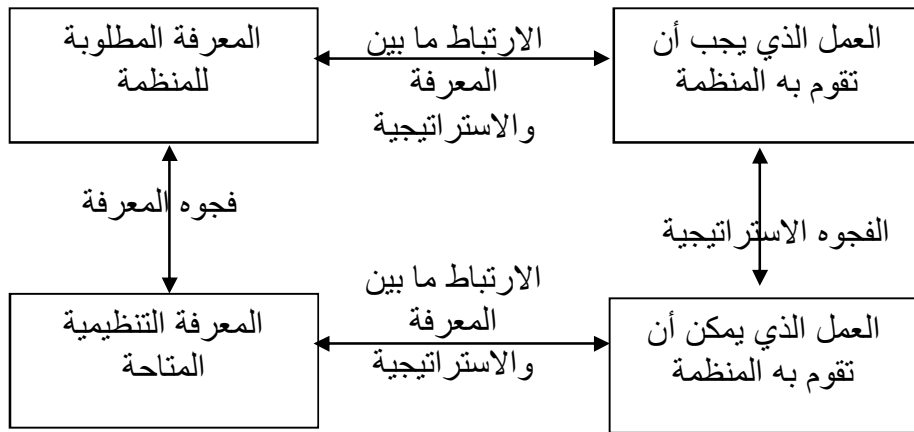 العمل الذي يجب أن
تقوم به المنظمة
الارتباط ما بين
المعرفة
والاستراتيجية
المعرفة المطلوبة
للمنظمة
الفجوه الاستراتيجية
فجوه المعرفة
العمل الذي يمكن أن
تقوم به المنظمة
الارتباط ما بين
المعرفة
والاستراتيجية
المعرفة التنظيمية
المتاحة